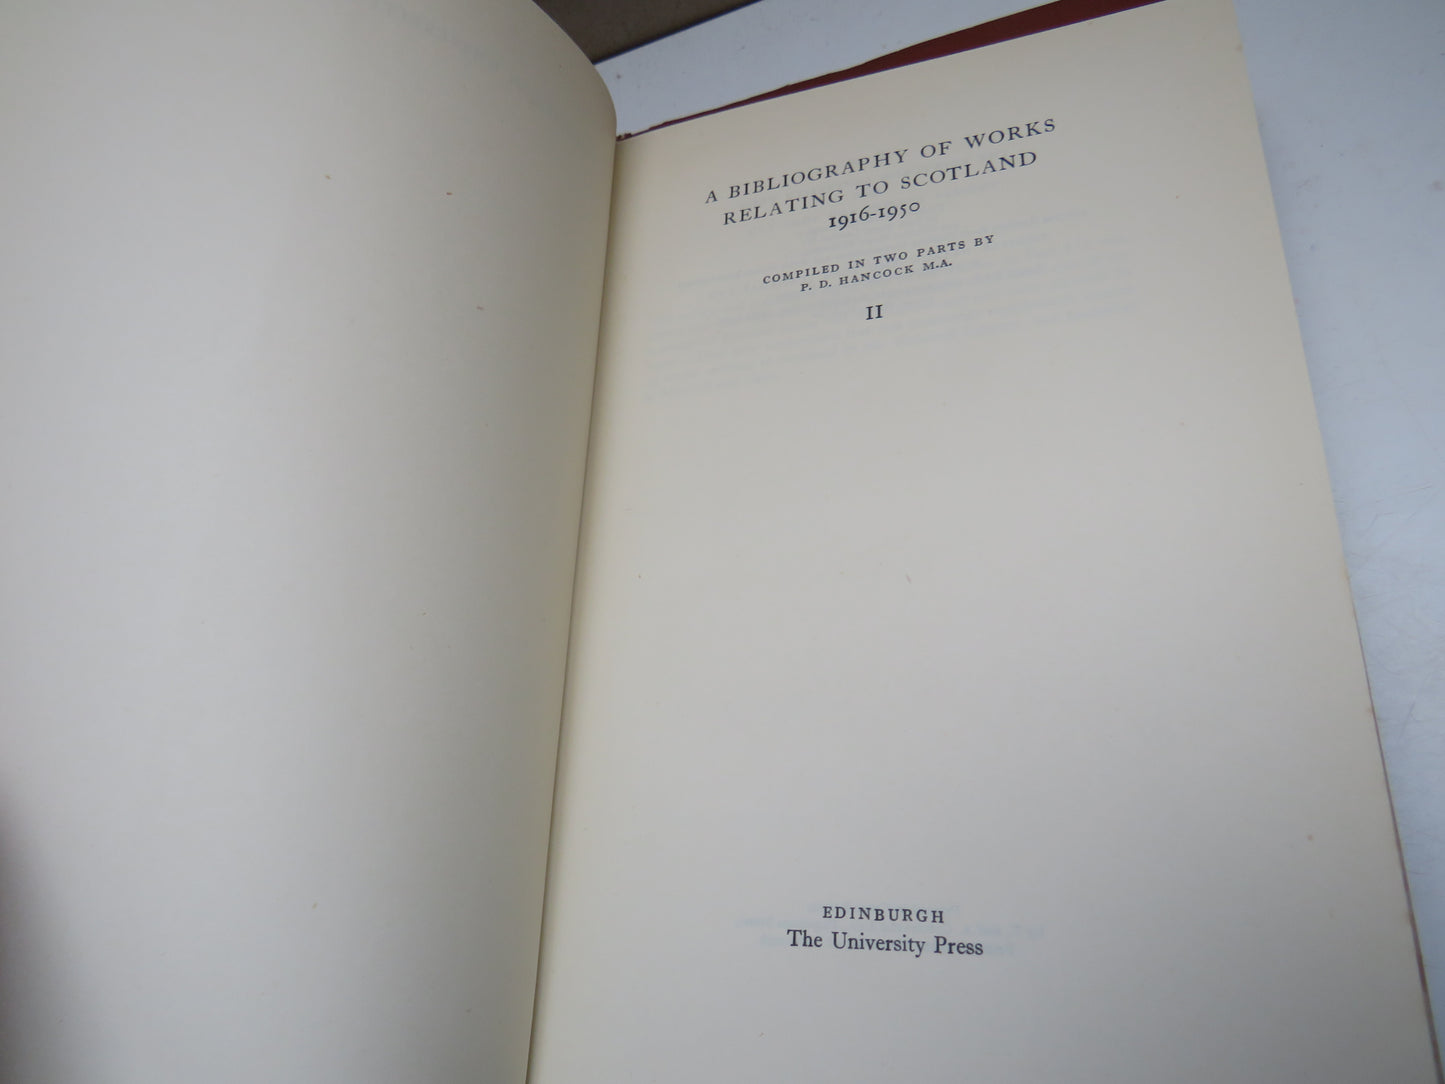 A BIBLIOGRAPHY OF WORKS
RELATING TO SCOTLAND
1916-1950
COMPILED IN TWO PARTS BY
P. D. HANCOCK M.A.
II
EDINBURGH
The University Press